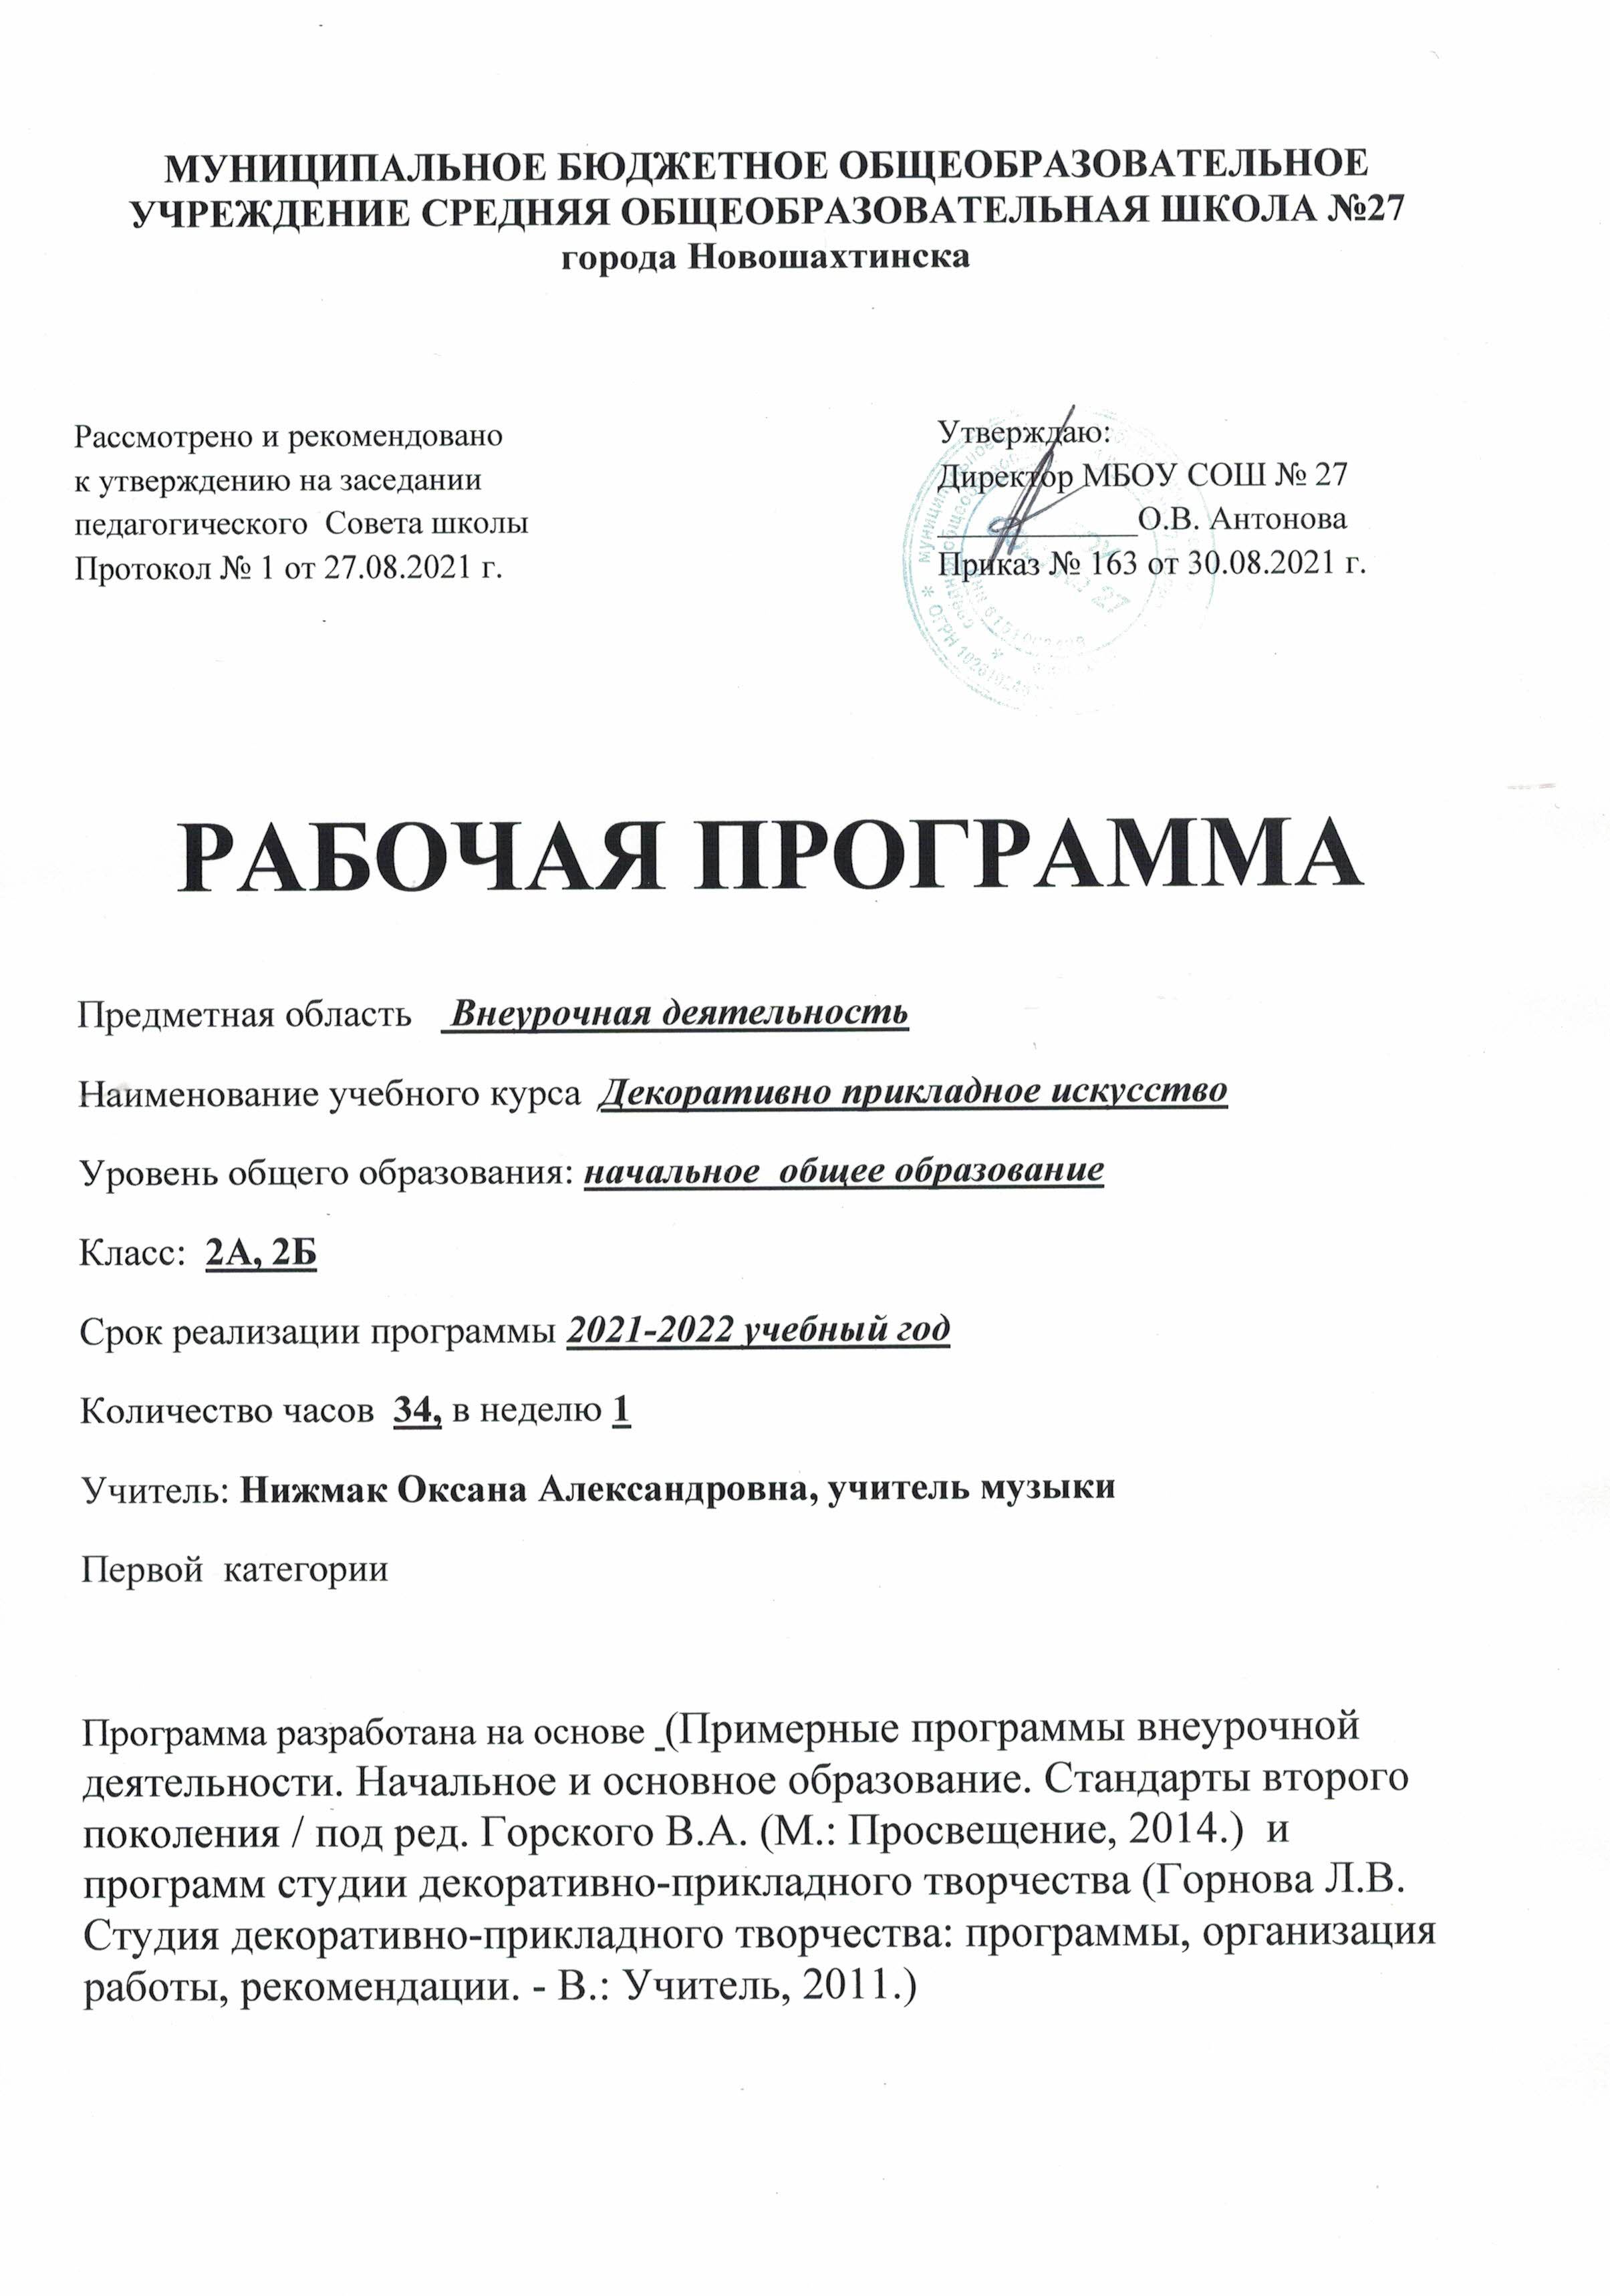 МУНИЦИПАЛЬНОЕ БЮДЖЕТНОЕ ОБЩЕОБРАЗОВАТЕЛЬНОЕ
УЧРЕЖДЕНИЕ СРЕДНЯЯ ОБЩЕОБРАЗОВАТЕЛЬНАЯ ШКОЛА №27
города Новошахтинска
Рассмотрено и рекомендовано
к утверждению на заседании
педагогического Совета школы
Протокол № 1 от 27.08.2021 г.
Утверждаю:
Директор МБОУ СОШ № 27
____________О.В. Антонова
Приказ № 163 от 30.08.2021 г.
РАБОЧАЯ ПРОГРАММА
Предметная область Внеурочная деятельность
Наименование учебного курса Декоративно прикладное искусство
Уровень общего образования: начальное общее образование
Класс: 2А, 2Б
Срок реализации программы 2021-2022 учебный год
Количество часов 34, в неделю 1
Учитель: Нижмак Оксана Александровна, учитель музыки
Первой категории
Программа разработана на основе _(Примерные программы внеурочной
деятельности. Начальное и основное образование. Стандарты второго
поколения / под ред. Горского В.А. (М.: Просвещение, 2014.) и
программ студии декоративно-прикладного творчества (Горнова Л.В.
Студия декоративно-прикладного творчества: программы, организация
работы, рекомендации. - В.: Учитель, 2011.)